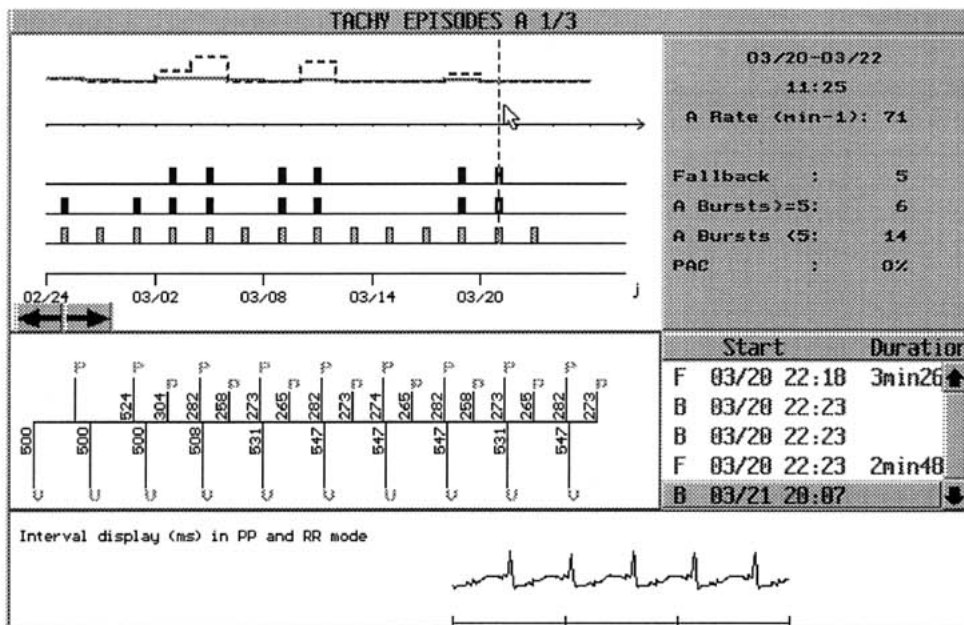 TACHY EPISODES A 1/3
03/20-03/22
11:25
A Rate (min-1): 71
Fallback : 5
A Bursts>=5: 6
A Bursts <5: 14
PAC : 0%
02/24 03/02 03/08 03/14 03/20 j
Start Duration
F 03/20 22:18 3min26
B 03/20 22:23
B 03/20 22:23
F 03/20 22:23 2min48
B 03/21 20:07
P P P P P P P P P
P P P P P P P P
624 304 282 258 273 265 282 273 274 265 282 258 273 265 282 273
500 500 500 508 531 547 547 547 531 547
V V V V V V V V V V
Interval display (ms) in PP and RR mode